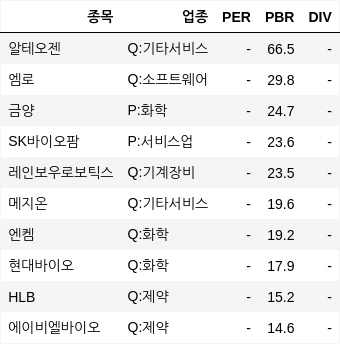 종목 업종 PER PBR DIV
알테오젠 Q:기타서비스 - 66.5 -
엠로 Q:소프트웨어 - 29.8 -
금양 P:화학 - 24.7 -
SK바이오팜 P:서비스업 - 23.6 -
레인보우로보틱스 Q:기계장비 - 23.5 -
메지온 Q:기타서비스 - 19.6 -
엔켐 Q:화학 - 19.2 -
현대바이오 Q:화학 - 17.9 -
HLB Q:제약 - 15.2 -
에이비엘바이오 Q:제약 - 14.6 -